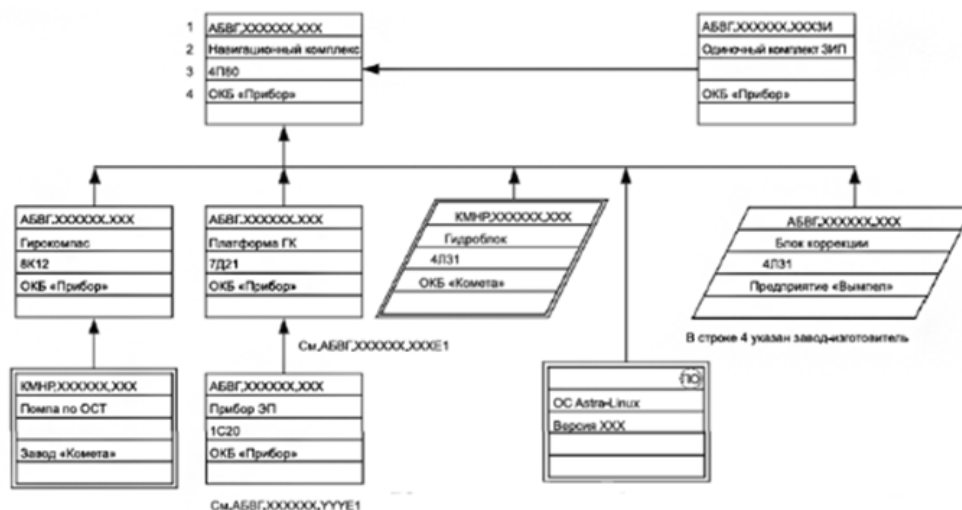 1 АБВГ.XXXXXX.XXX
2 Навигационный комплекс
3 4П80
4 ОКБ «Прибор»
АБВГ.XXXXXX.XXXЗИ
Одиночный комплект ЗИП
ОКБ «Прибор»
АБВГ.XXXXXX.XXX
Гирокомпас
8К12
ОКБ «Прибор»
АБВГ.XXXXXX.XXX
Платформа ГК
7Д21
ОКБ «Прибор»
См.АБВГ.XXXXXX.XXXЕ1
КМНР.XXXXXX.XXX
Гидроблок
4Л31
ОКБ «Комета»
АБВГ.XXXXXX.XXX
Блок коррекции
4Л31
Предприятие «Вымпел»
В строке 4 указан завод-изготовитель
КМНР.XXXXXX.XXX
Помпа по ОСТ
Завод «Комета»
АБВГ.XXXXXX.XXX
Прибор ЭП
1С20
ОКБ «Прибор»
См.АБВГ.XXXXXX.YYYЕ1
ПО
ОС Astra-Linux
Версия XXX